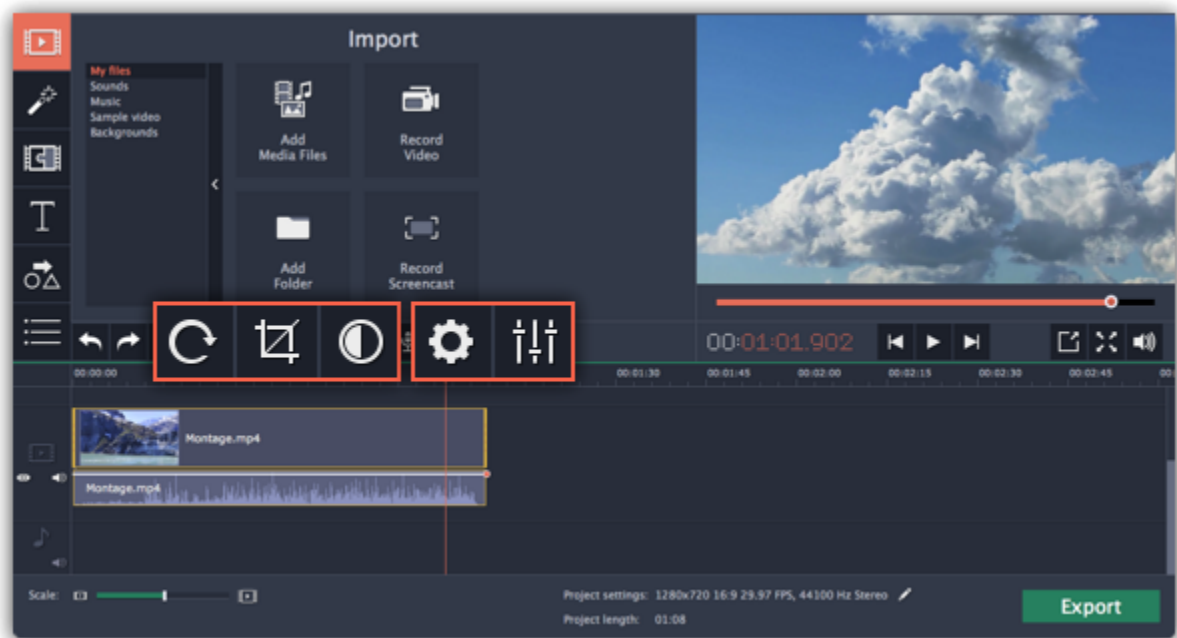 Import
My files
Sounds
Music
Sample video
Backgrounds
Add
Media Files
Record
Video
Add
Folder
Record
Screencast
00:01:01.902
00:00:00
00:01:30
00:01:45
00:02:00
00:02:15
00:02:30
00:02:45
00:
Montage.mp4
Montage.mp4
Scale:
Project settings: 1280x720 16:9 29.97 FPS, 44100 Hz Stereo
Project length: 01:08
Export